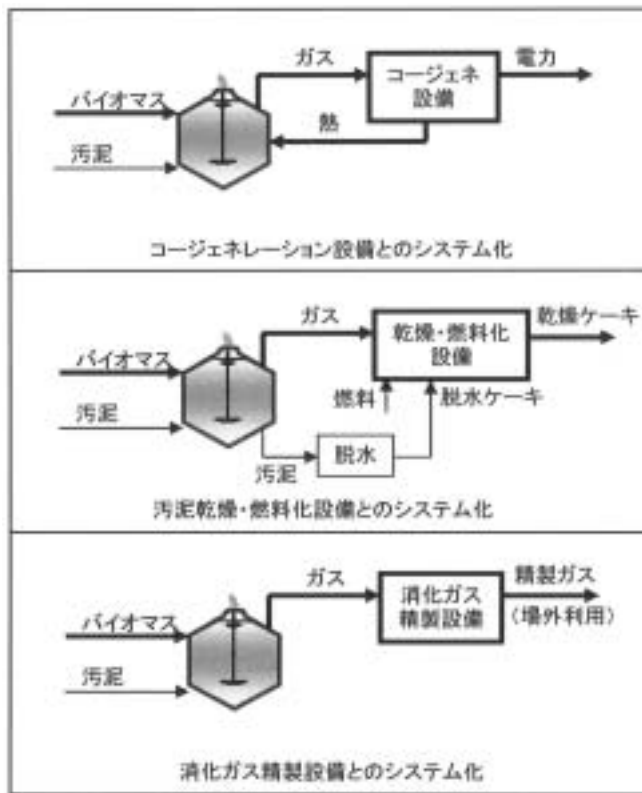 ガス
コージェネ
設備
電力
バイオマス
熱
汚泥
コージェネレーション設備とのシステム化
ガス
乾燥・燃料化
設備
乾燥ケーキ
バイオマス
燃料
脱水ケーキ
汚泥
汚泥
脱水
汚泥乾燥・燃料化設備とのシステム化
ガス
消化ガス
精製設備
精製ガス
（場外利用）
バイオマス
汚泥
消化ガス精製設備とのシステム化